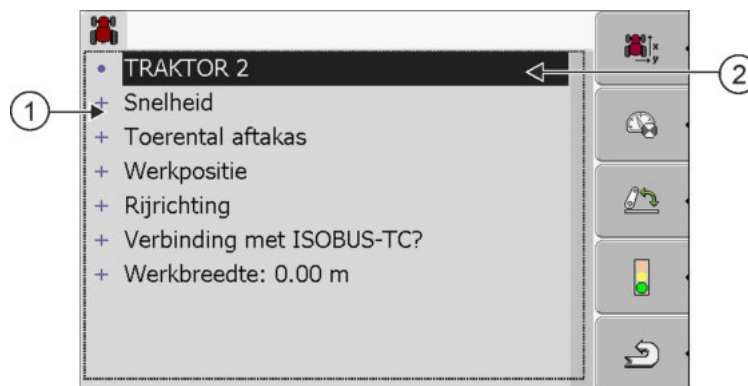 TRAKTOR 2
Snelheid
Toerental aftakas
Werkpositie
Rijrichting
Verbinding met ISOBUS-TC?
Werkbreedte: 0.00 m
1
2
x
y